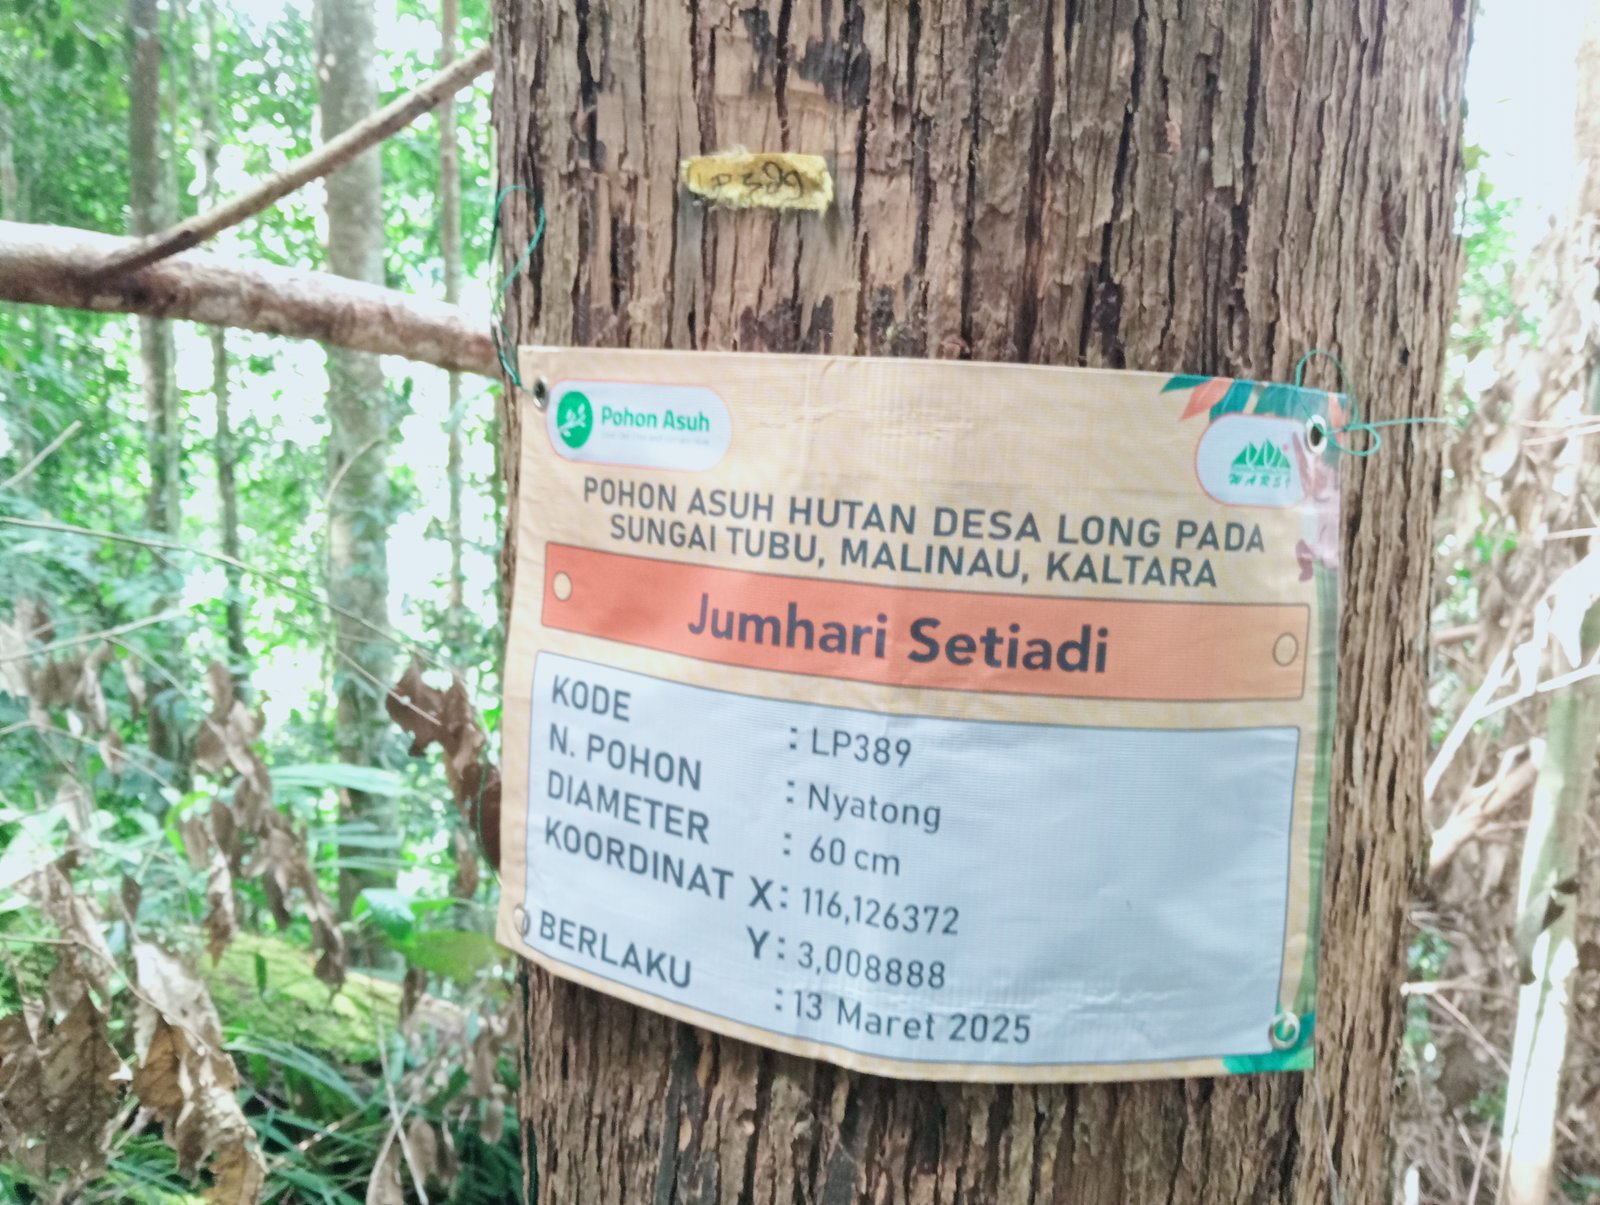 Pohon Asuh
WARSI
POHON ASUH HUTAN DESA LONG PADA
SUNGAI TUBU, MALINAU, KALTARA
Jumhari Setiadi
KODE : LP389
N. POHON : Nyatong
DIAMETER : 60 cm
KOORDINAT X : 116,126372
Y : 3,008888
BERLAKU : 13 Maret 2025